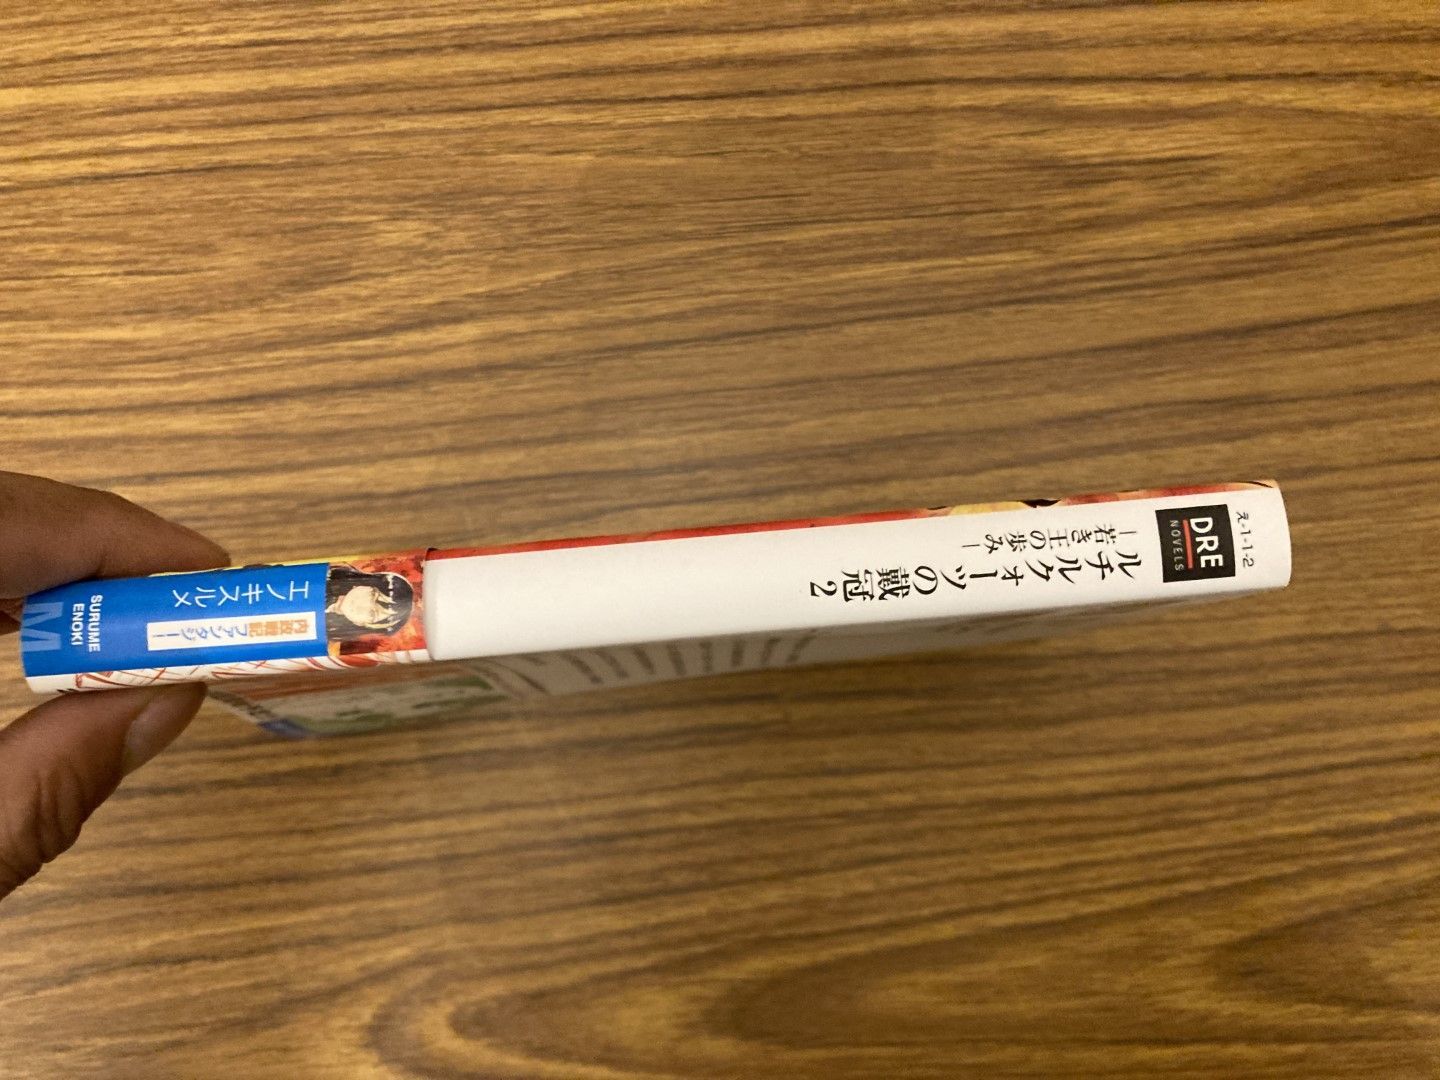 え-1-1-2
DRE
NOVELS
ルチルクォーツの戴冠2
―若き王の歩み―
内政戦記ファンタジー
エノキスルメ
SURUME
ENOKI
M